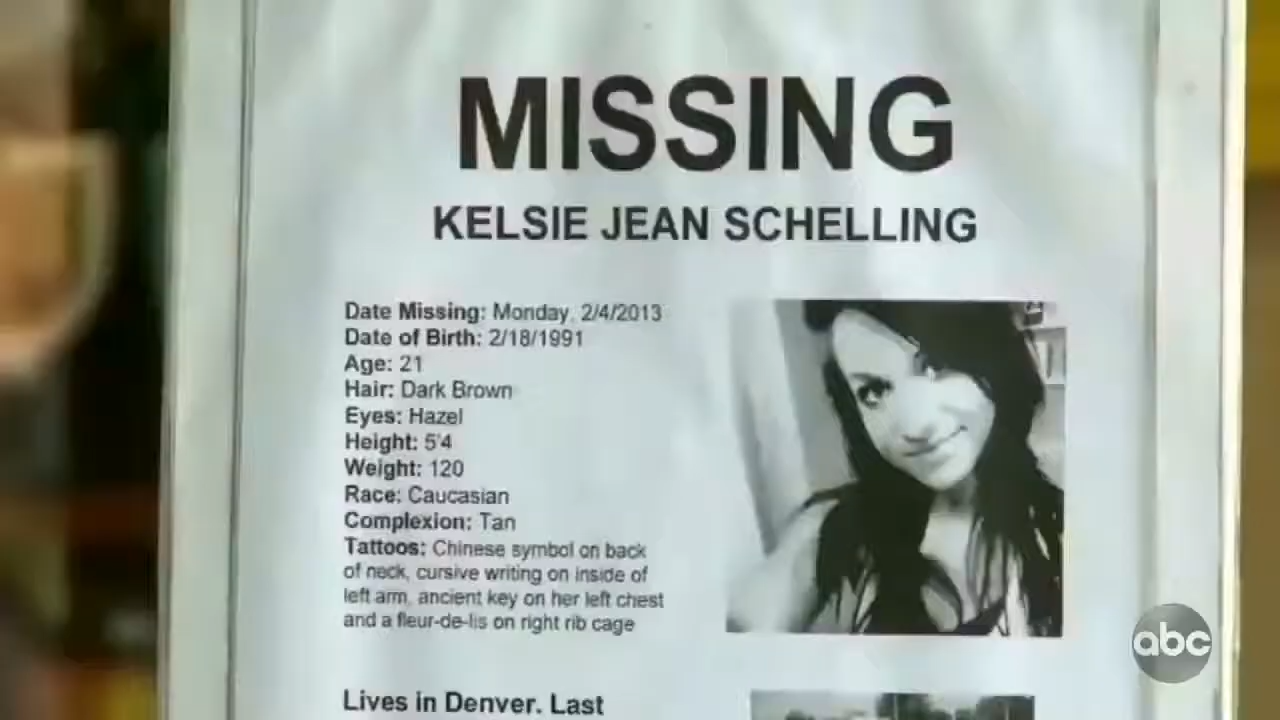 MISSING
KELSIE JEAN SCHELLING
Date Missing: Monday, 2/4/2013
Date of Birth: 2/18/1991
Age: 21
Hair: Dark Brown
Eyes: Hazel
Height: 5'4
Weight: 120
Race: Caucasian
Complexion: Tan
Tattoos: Chinese symbol on back
of neck, cursive writing on inside of
left arm, ancient key on her left chest
and a fleur-de-lis on right rib cage
Lives in Denver. Last
abc